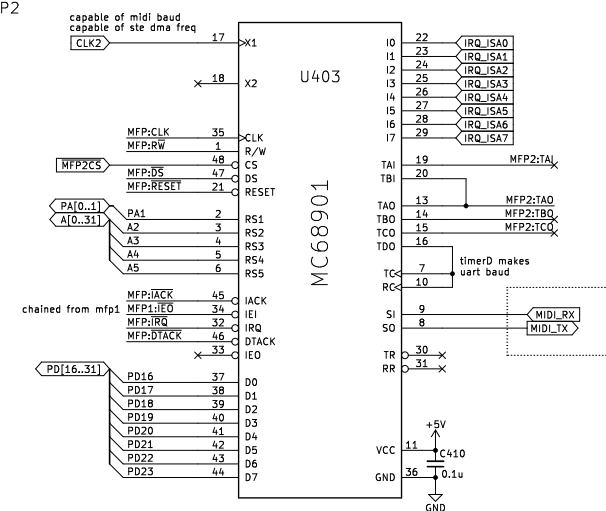 P2
capable of midi baud
capable of ste dma freq
CLK2 17 X1
18 X2
U403
MC68901
MFP:CLK 35 CLK
MFP:RW 1 R/W
MFP2CS 48 CS
MFP:DS 47 DS
MFP:RESET 21 RESET
PA[0..1] PA1 2 RS1
A[0..31] A2 3 RS2
A3 4 RS3
A4 5 RS4
A5 6 RS5
MFP:IACK 45 IACK
chained from mfp1 MFP1:IEO 34 IEI
MFP:IRQ 32 IRQ
MFP:DTACK 46 DTACK
33 IEO
PD[16..31] PD16 37 D0
PD17 38 D1
PD18 39 D2
PD19 40 D3
PD20 41 D4
PD21 42 D5
PD22 43 D6
PD23 44 D7
I0 22 IRQ_ISA0
I1 23 IRQ_ISA1
I2 24 IRQ_ISA2
I3 25 IRQ_ISA3
I4 26 IRQ_ISA4
I5 27 IRQ_ISA5
I6 28 IRQ_ISA6
I7 29 IRQ_ISA7
TAI 19 MFP2:TAI
TBI 20
TAO 13 MFP2:TAO
TBO 14 MFP2:TBO
TCO 15 MFP2:TCO
TDO 16
timerD makes
uart baud
TC 7
RC 10
SI 9 MIDI_RX
SO 8 MIDI_TX
TR 30
RR 31
+5V
VCC 11 C410
GND 36 0.1u
GND